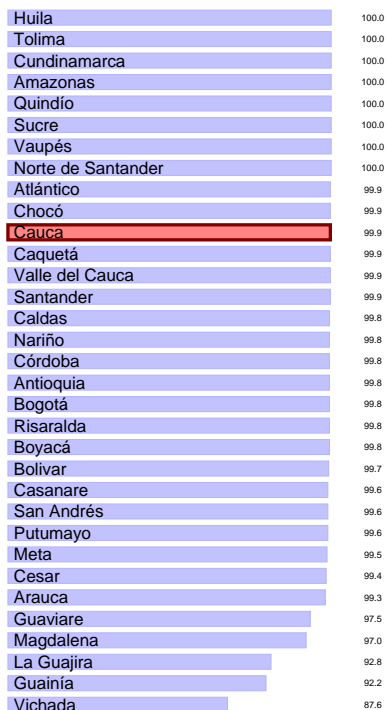 Huila 100.0
Tolima 100.0
Cundinamarca 100.0
Amazonas 100.0
Quindío 100.0
Sucre 100.0
Vaupés 100.0
Norte de Santander 100.0
Atlántico 99.9
Chocó 99.9
Cauca 99.9
Caquetá 99.9
Valle del Cauca 99.9
Santander 99.9
Caldas 99.8
Nariño 99.8
Córdoba 99.8
Antioquia 99.8
Bogotá 99.8
Risaralda 99.8
Boyacá 99.8
Bolivar 99.7
Casanare 99.6
San Andrés 99.6
Putumayo 99.6
Meta 99.5
Cesar 99.4
Arauca 99.3
Guaviare 97.5
Magdalena 97.0
La Guajira 92.8
Guainía 92.2
Vichada 87.6